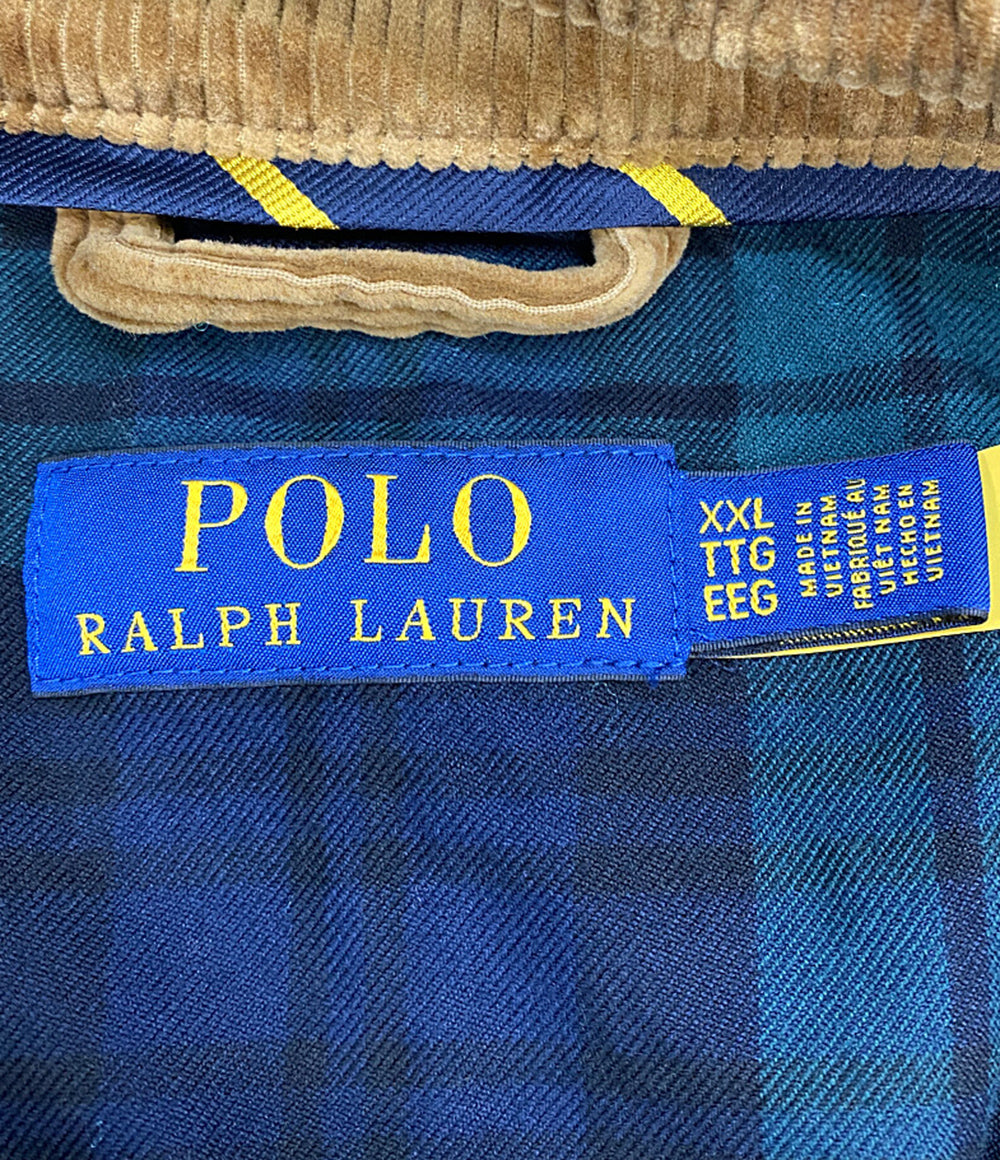 POLO
RALPH LAUREN
XXL
TTG
EEG
MADE IN
VIETNAM
FABRIQUÉ AU
VIÊT NAM
HECHO EN
VIETNAM